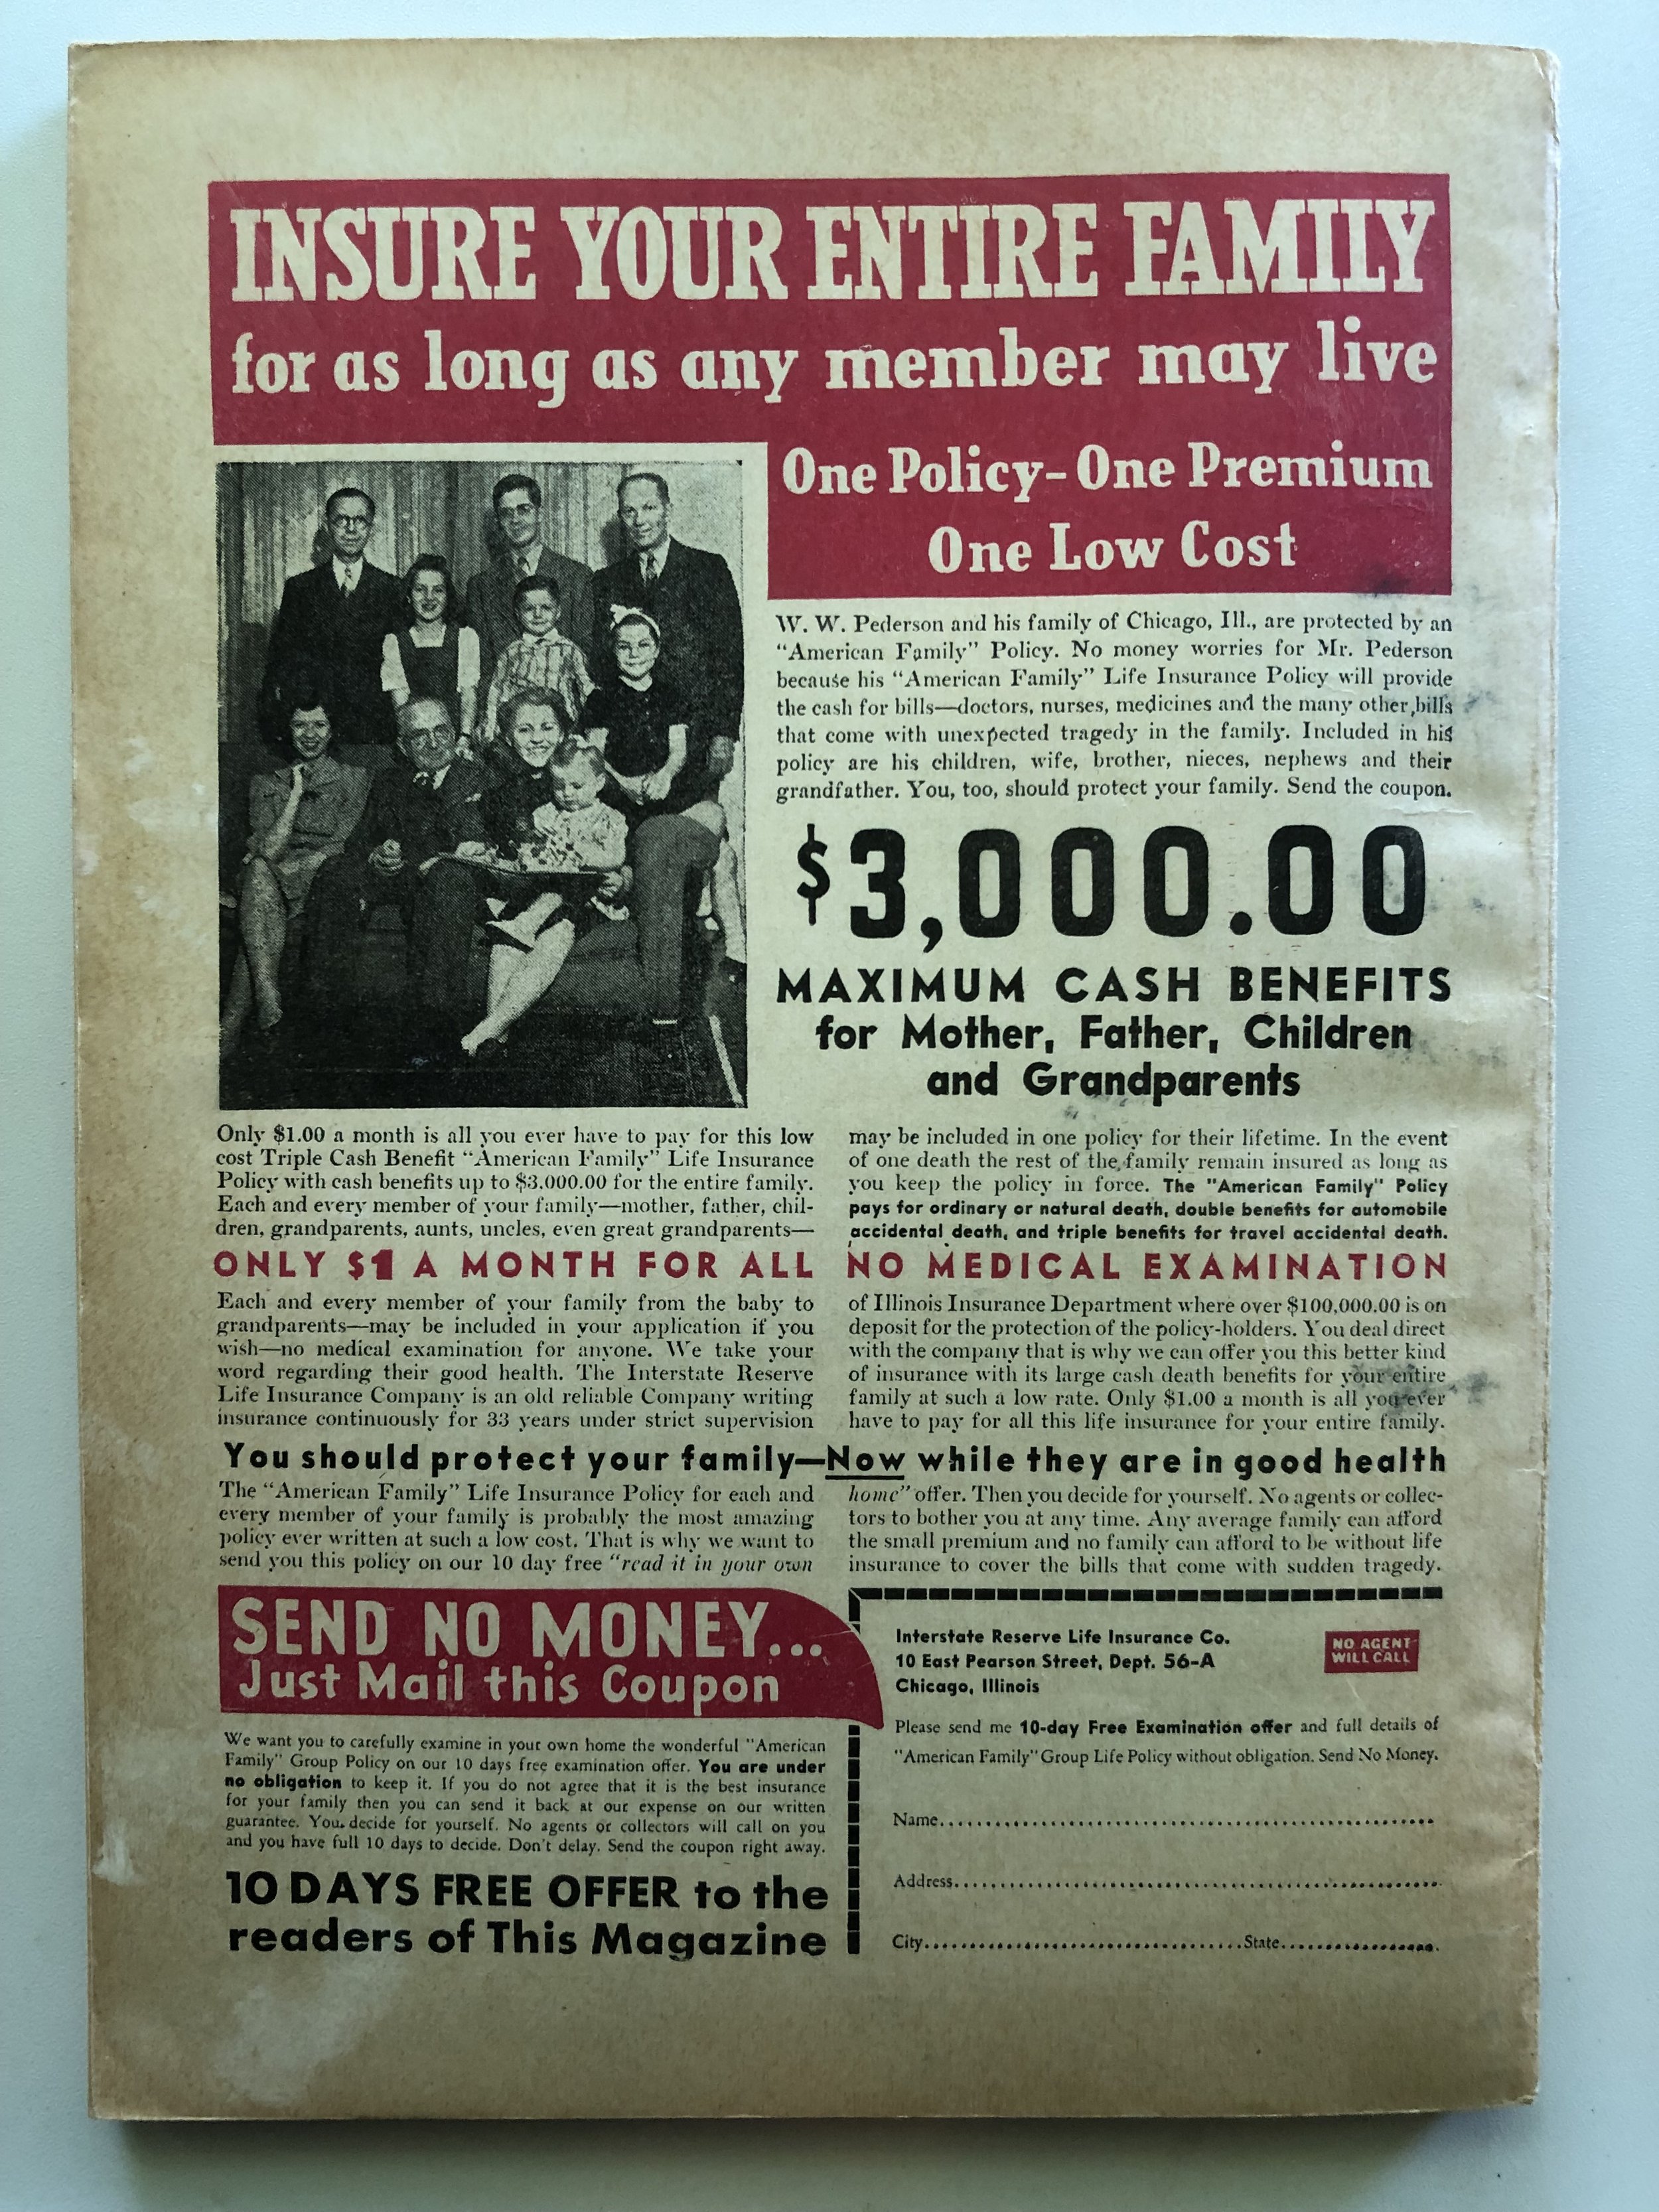 INSURE YOUR ENTIRE FAMILY
for as long as any member may live
One Policy-One Premium
One Low Cost
W. W. Pederson and his family of Chicago, Ill., are protected by an
“American Family” Policy. No money worries for Mr. Pederson
because his “American Family” Life Insurance Policy will provide
the cash for bills—doctors, nurses, medicines and the many other bills
that come with unexpected tragedy in the family. Included in his
policy are his children, wife, brother, nieces, nephews and their
grandfather. You, too, should protect your family. Send the coupon.
$3,000.00
MAXIMUM CASH BENEFITS
for Mother, Father, Children
and Grandparents
Only $1.00 a month is all you ever have to pay for this low
cost Triple Cash Benefit “American Family” Life Insurance
Policy with cash benefits up to $3,000.00 for the entire family.
Each and every member of your family—mother, father, chil-
dren, grandparents, aunts, uncles, even great grandparents—
may be included in one policy for their lifetime. In the event
of one death the rest of the family remain insured as long as
you keep the policy in force. The "American Family" Policy
pays for ordinary or natural death, double benefits for automobile
accidental death, and triple benefits for travel accidental death.
ONLY $1 A MONTH FOR ALL
NO MEDICAL EXAMINATION
Each and every member of your family from the baby to
grandparents—may be included in your application if you
wish—no medical examination for anyone. We take your
word regarding their good health. The Interstate Reserve
Life Insurance Company is an old reliable Company writing
insurance continuously for 33 years under strict supervision
of Illinois Insurance Department where over $100,000.00 is on
deposit for the protection of the policy-holders. You deal direct
with the company that is why we can offer you this better kind
of insurance with its large cash death benefits for your entire
family at such a low rate. Only $1.00 a month is all you ever
have to pay for all this life insurance for your entire family.
You should protect your family—Now while they are in good health
The “American Family” Life Insurance Policy for each and
every member of your family is probably the most amazing
policy ever written at such a low cost. That is why we want to
send you this policy on our 10 day free “read it in your own
home” offer. Then you decide for yourself. No agents or collec-
tors to bother you at any time. Any average family can afford
the small premium and no family can afford to be without life
insurance to cover the bills that come with sudden tragedy.
SEND NO MONEY...
Just Mail this Coupon
We want you to carefully examine in your own home the wonderful "American
Family" Group Policy on our 10 days free examination offer. You are under
no obligation to keep it. If you do not agree that it is the best insurance
for your family then you can send it back at our expense on our written
guarantee. You decide for yourself. No agents or collectors will call on you
and you have full 10 days to decide. Don't delay. Send the coupon right away.
10 DAYS FREE OFFER to the
readers of This Magazine
Interstate Reserve Life Insurance Co.
10 East Pearson Street, Dept. 56-A
Chicago, Illinois
NO AGENT
WILL CALL
Please send me 10-day Free Examination offer and full details of
"American Family" Group Life Policy without obligation. Send No Money.
Name
Address
City State